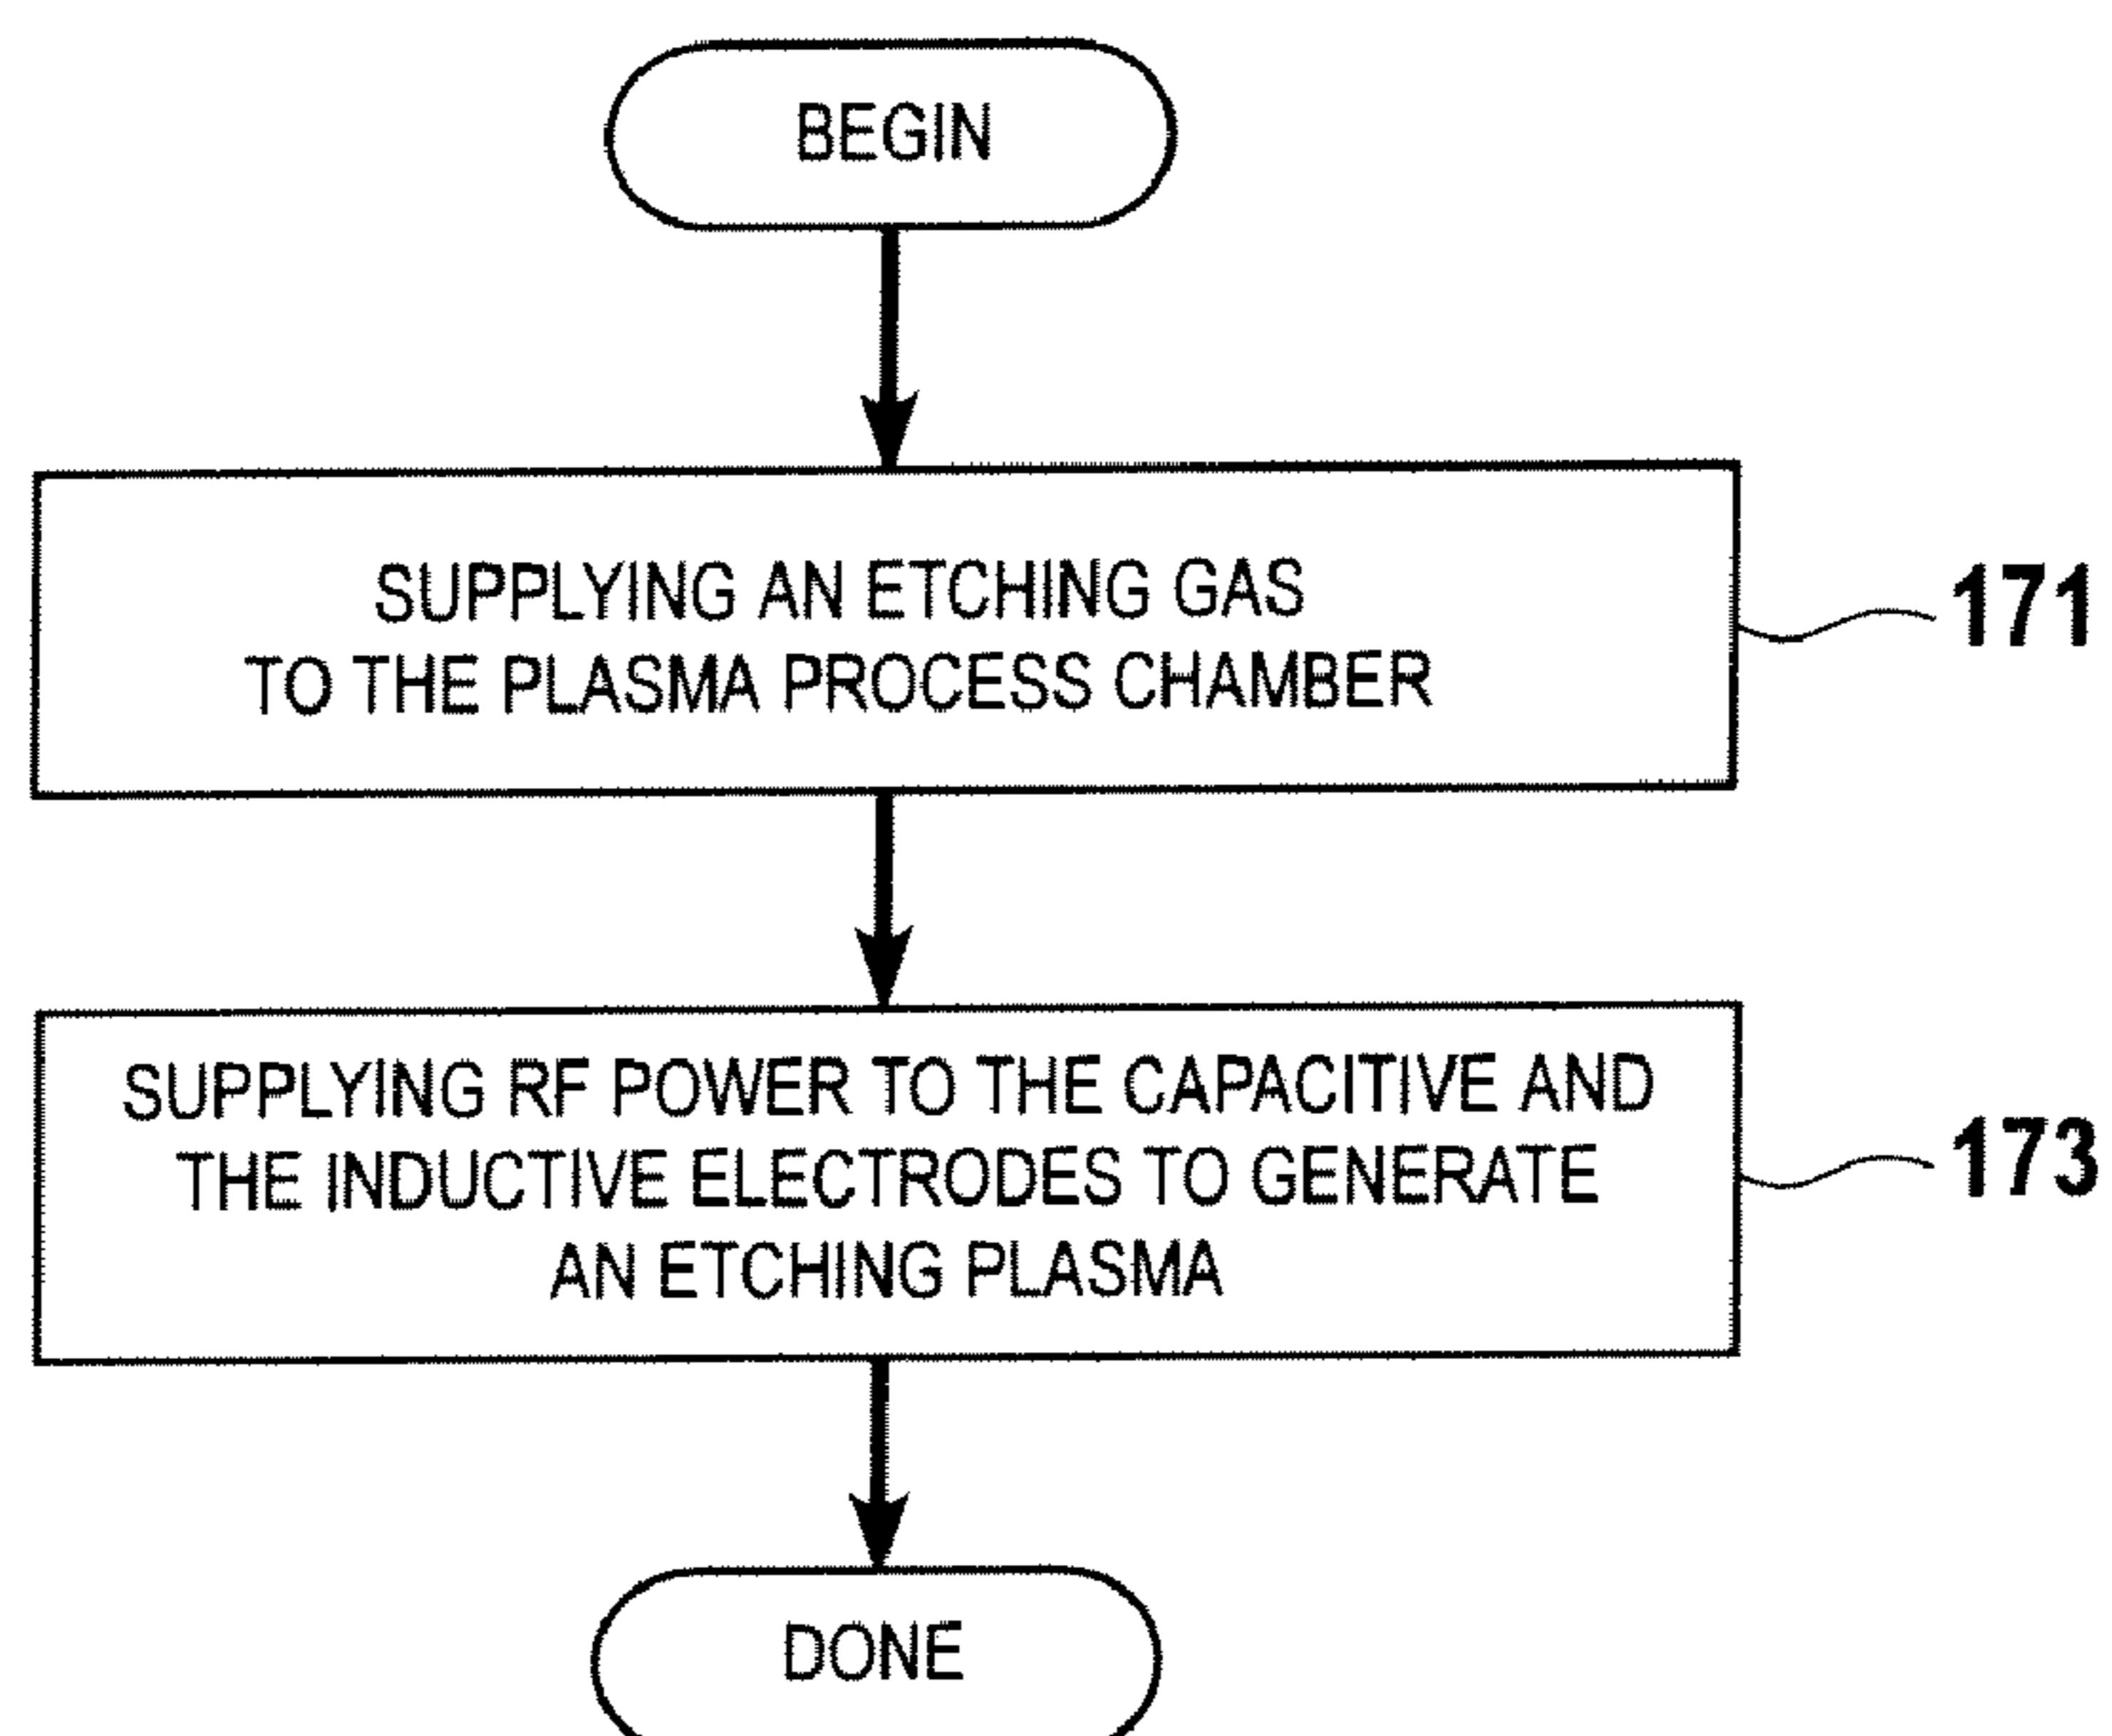 BEGIN
SUPPLYING AN ETCHING GAS
TO THE PLASMA PROCESS CHAMBER
171
SUPPLYING RF POWER TO THE CAPACITIVE AND
THE INDUCTIVE ELECTRODES TO GENERATE
AN ETCHING PLASMA
173
DONE